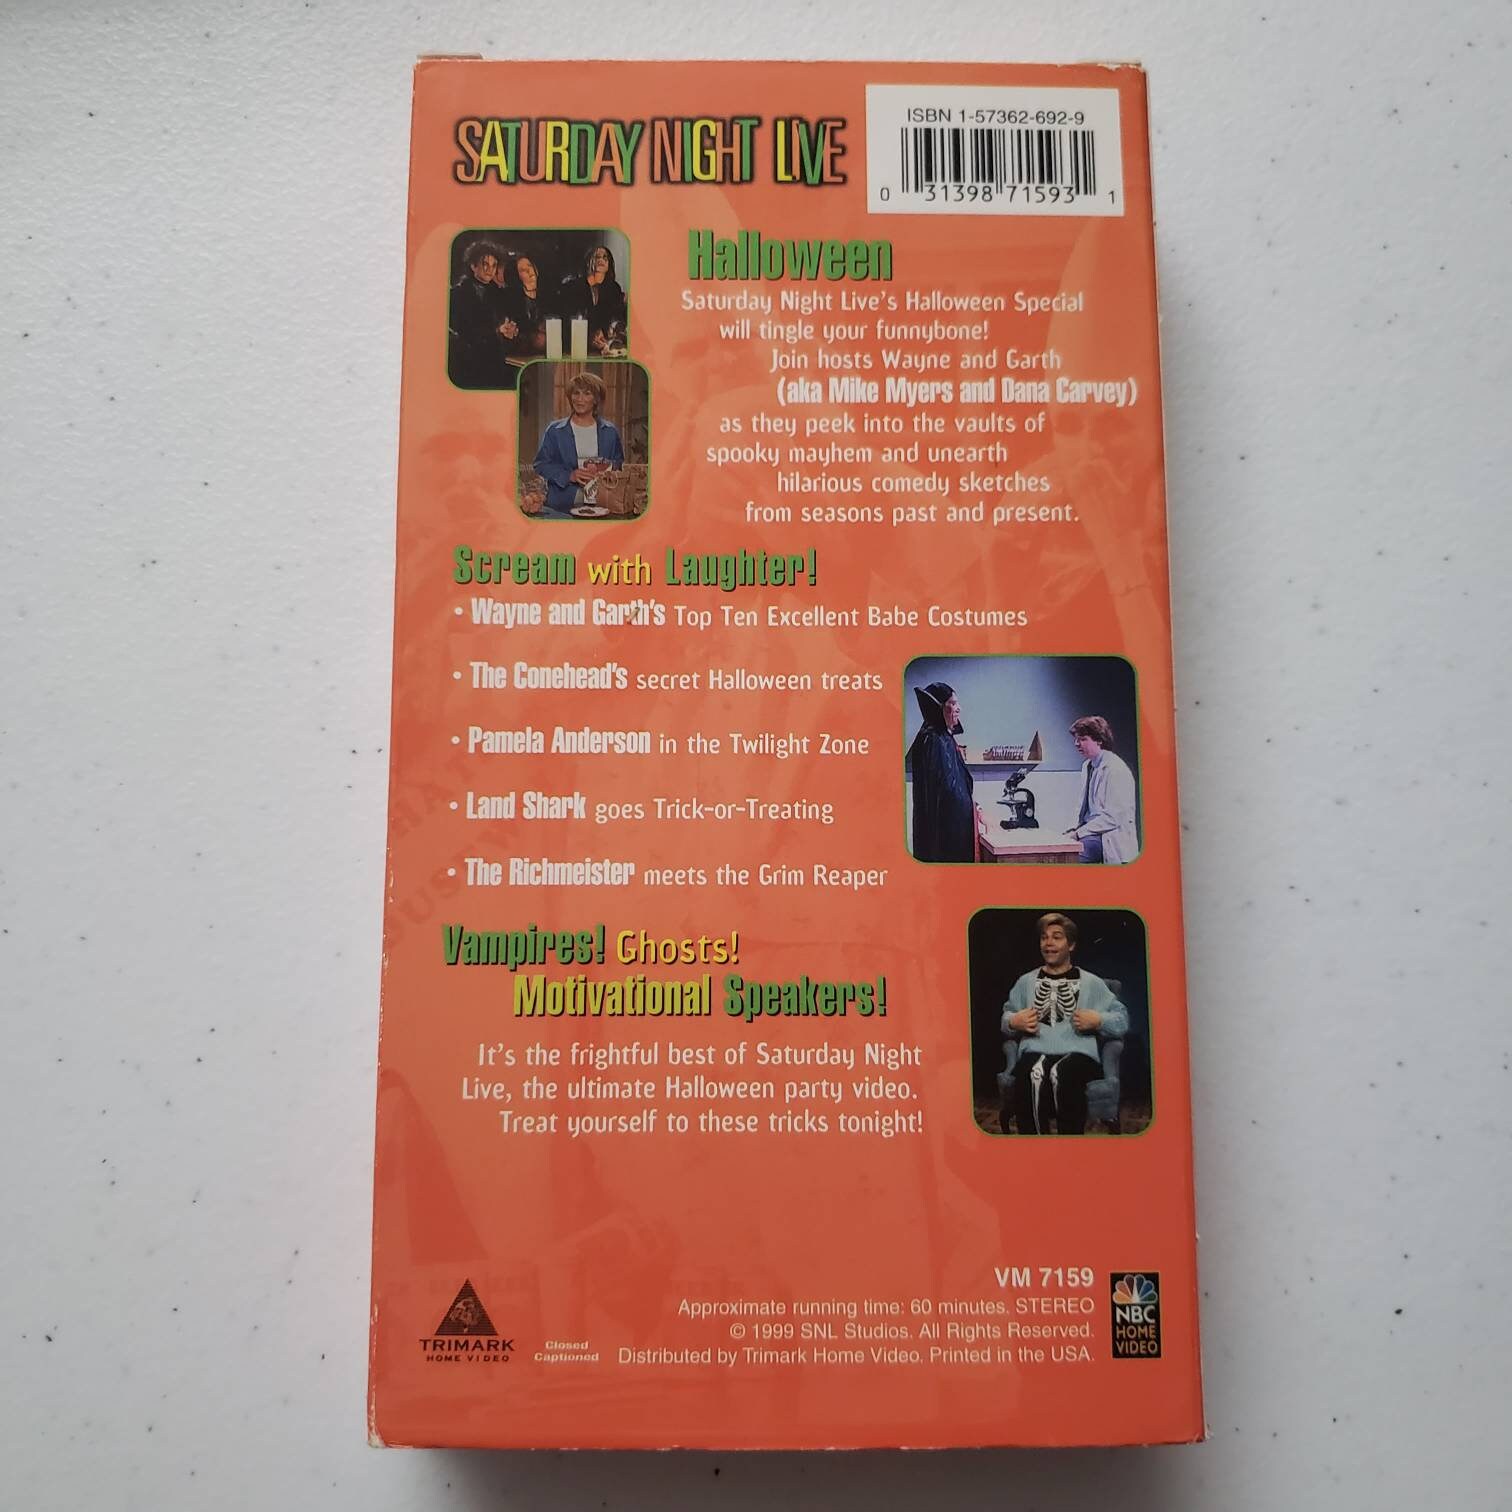 SATURDAY NIGHT LIVE
ISBN 1-57362-692-9
0 31398 71593 1
Halloween
Saturday Night Live's Halloween Special
will tingle your funnybone!
Join hosts Wayne and Garth
(aka Mike Myers and Dana Carvey)
as they peek into the vaults of
spooky mayhem and unearth
hilarious comedy sketches
from seasons past and present.
Scream with Laughter!
• Wayne and Garth's Top Ten Excellent Babe Costumes
• The Conehead's secret Halloween treats
• Pamela Anderson in the Twilight Zone
• Land Shark goes Trick-or-Treating
• The Richmeister meets the Grim Reaper
Vampires! Ghosts!
Motivational Speakers!
It's the frightful best of Saturday Night
Live, the ultimate Halloween party video.
Treat yourself to these tricks tonight!
VM 7159
Approximate running time: 60 minutes. STEREO
© 1999 SNL Studios. All Rights Reserved.
Distributed by Trimark Home Video. Printed in the USA.
TRIMARK
HOME VIDEO
Closed
Captioned
NBC
HOME
VIDEO